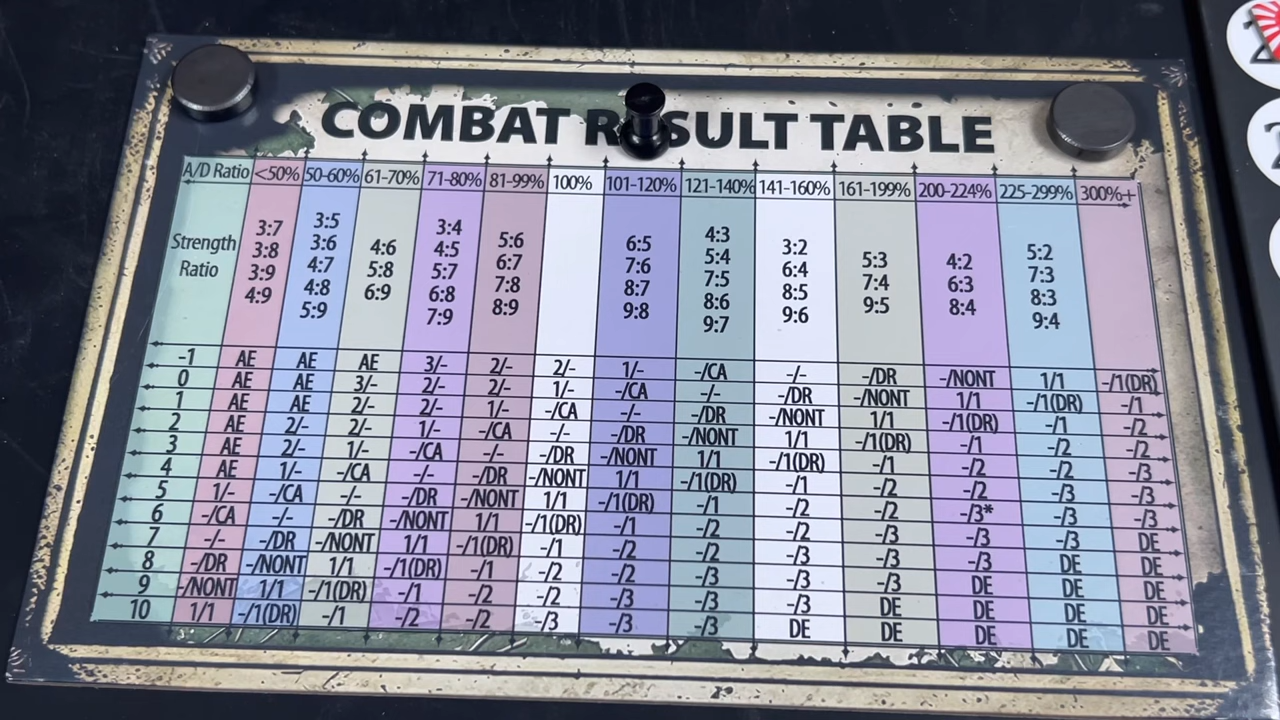 COMBAT R SULT TABLE
A/D Ratio <50% 50-60% 61-70% 71-80% 81-99% 100% 101-120% 121-140% 141-160% 161-199% 200-224% 225-299% 300%+
Strength
Ratio
3:7
3:8
3:9
4:9
3:5
3:6
4:7
4:8
5:9
4:6
5:8
6:9
3:4
4:5
5:7
6:8
7:9
5:6
6:7
7:8
8:9
6:5
7:6
8:7
9:8
4:3
5:4
7:5
8:6
9:7
3:2
6:4
8:5
9:6
5:3
7:4
9:5
4:2
6:3
8:4
5:2
7:3
8:3
9:4
-1 AE AE AE 3/- 2/- 2/- 1/- -/CA -/- -/DR -/NONT 1/1 -/1(DR)
0 AE AE 3/- 2/- 2/- 1/- -/CA -/- -/DR -/NONT 1/1 -/1(DR) -/1
1 AE AE 2/- 2/- 1/- -/CA -/- -/DR -/NONT 1/1 -/1(DR) -/1 -/2
2 AE 2/- 2/- 1/- -/CA -/- -/DR -/NONT 1/1 -/1(DR) -/1 -/2 -/2
3 AE 2/- 1/- -/CA -/- -/DR -/NONT 1/1 -/1(DR) -/1 -/2 -/2 -/3
4 AE 1/- -/CA -/- -/DR -/NONT 1/1 -/1(DR) -/1 -/2 -/2 -/3 -/3
5 1/- -/CA -/- -/DR -/NONT 1/1 -/1(DR) -/1 -/2 -/2 -/3* -/3 -/3
6 -/CA -/- -/DR -/NONT 1/1 -/1(DR) -/1 -/2 -/2 -/3 -/3 -/3 DE
7 -/- -/DR -/NONT 1/1 -/1(DR) -/1 -/2 -/2 -/3 -/3 -/3 DE DE
8 -/DR -/NONT 1/1 -/1(DR) -/1 -/2 -/2 -/3 -/3 -/3 DE DE DE
9 -/NONT 1/1 -/1(DR) -/1 -/2 -/2 -/3 -/3 -/3 DE DE DE DE
10 1/1 -/1(DR) -/1 -/2 -/2 -/3 -/3 -/3 DE DE DE DE DE